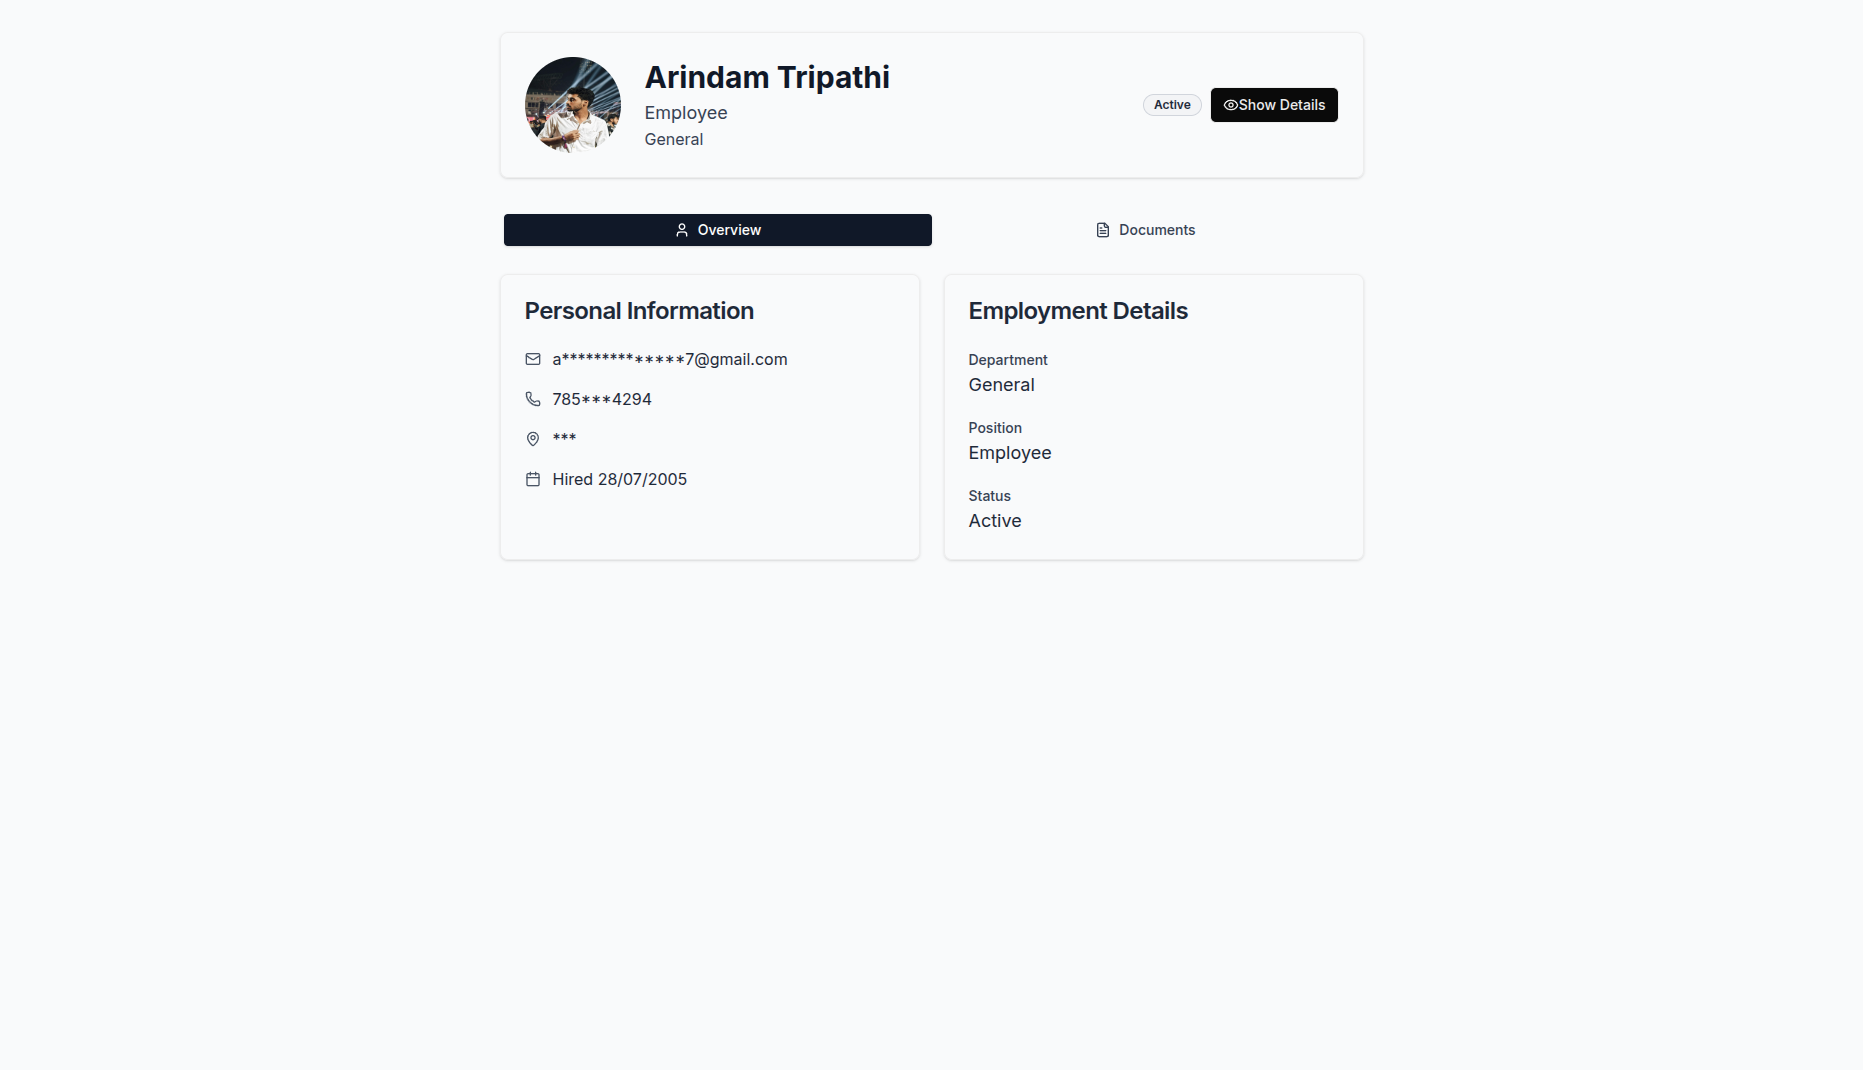 Arindam Tripathi
Employee
General
Active
Show Details
Overview
Documents
Personal Information
a**************7@gmail.com
785***4294
***
Hired 28/07/2005
Employment Details
Department
General
Position
Employee
Status
Active